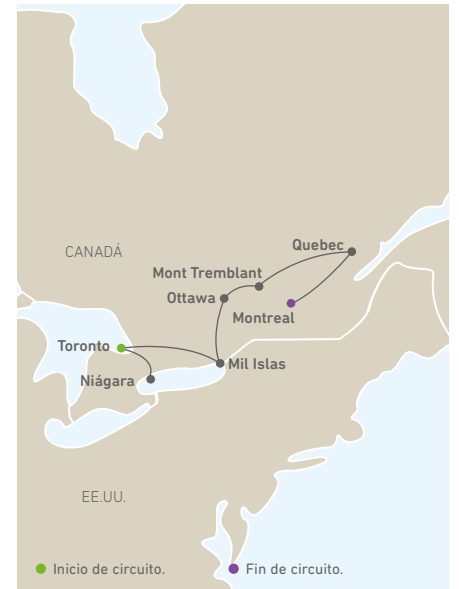 Quebec
CANADÁ
Mont Tremblant
Ottawa
Montreal
Toronto
Mil Islas
Niágara
EE.UU.
Inicio de circuito.
Fin de circuito.